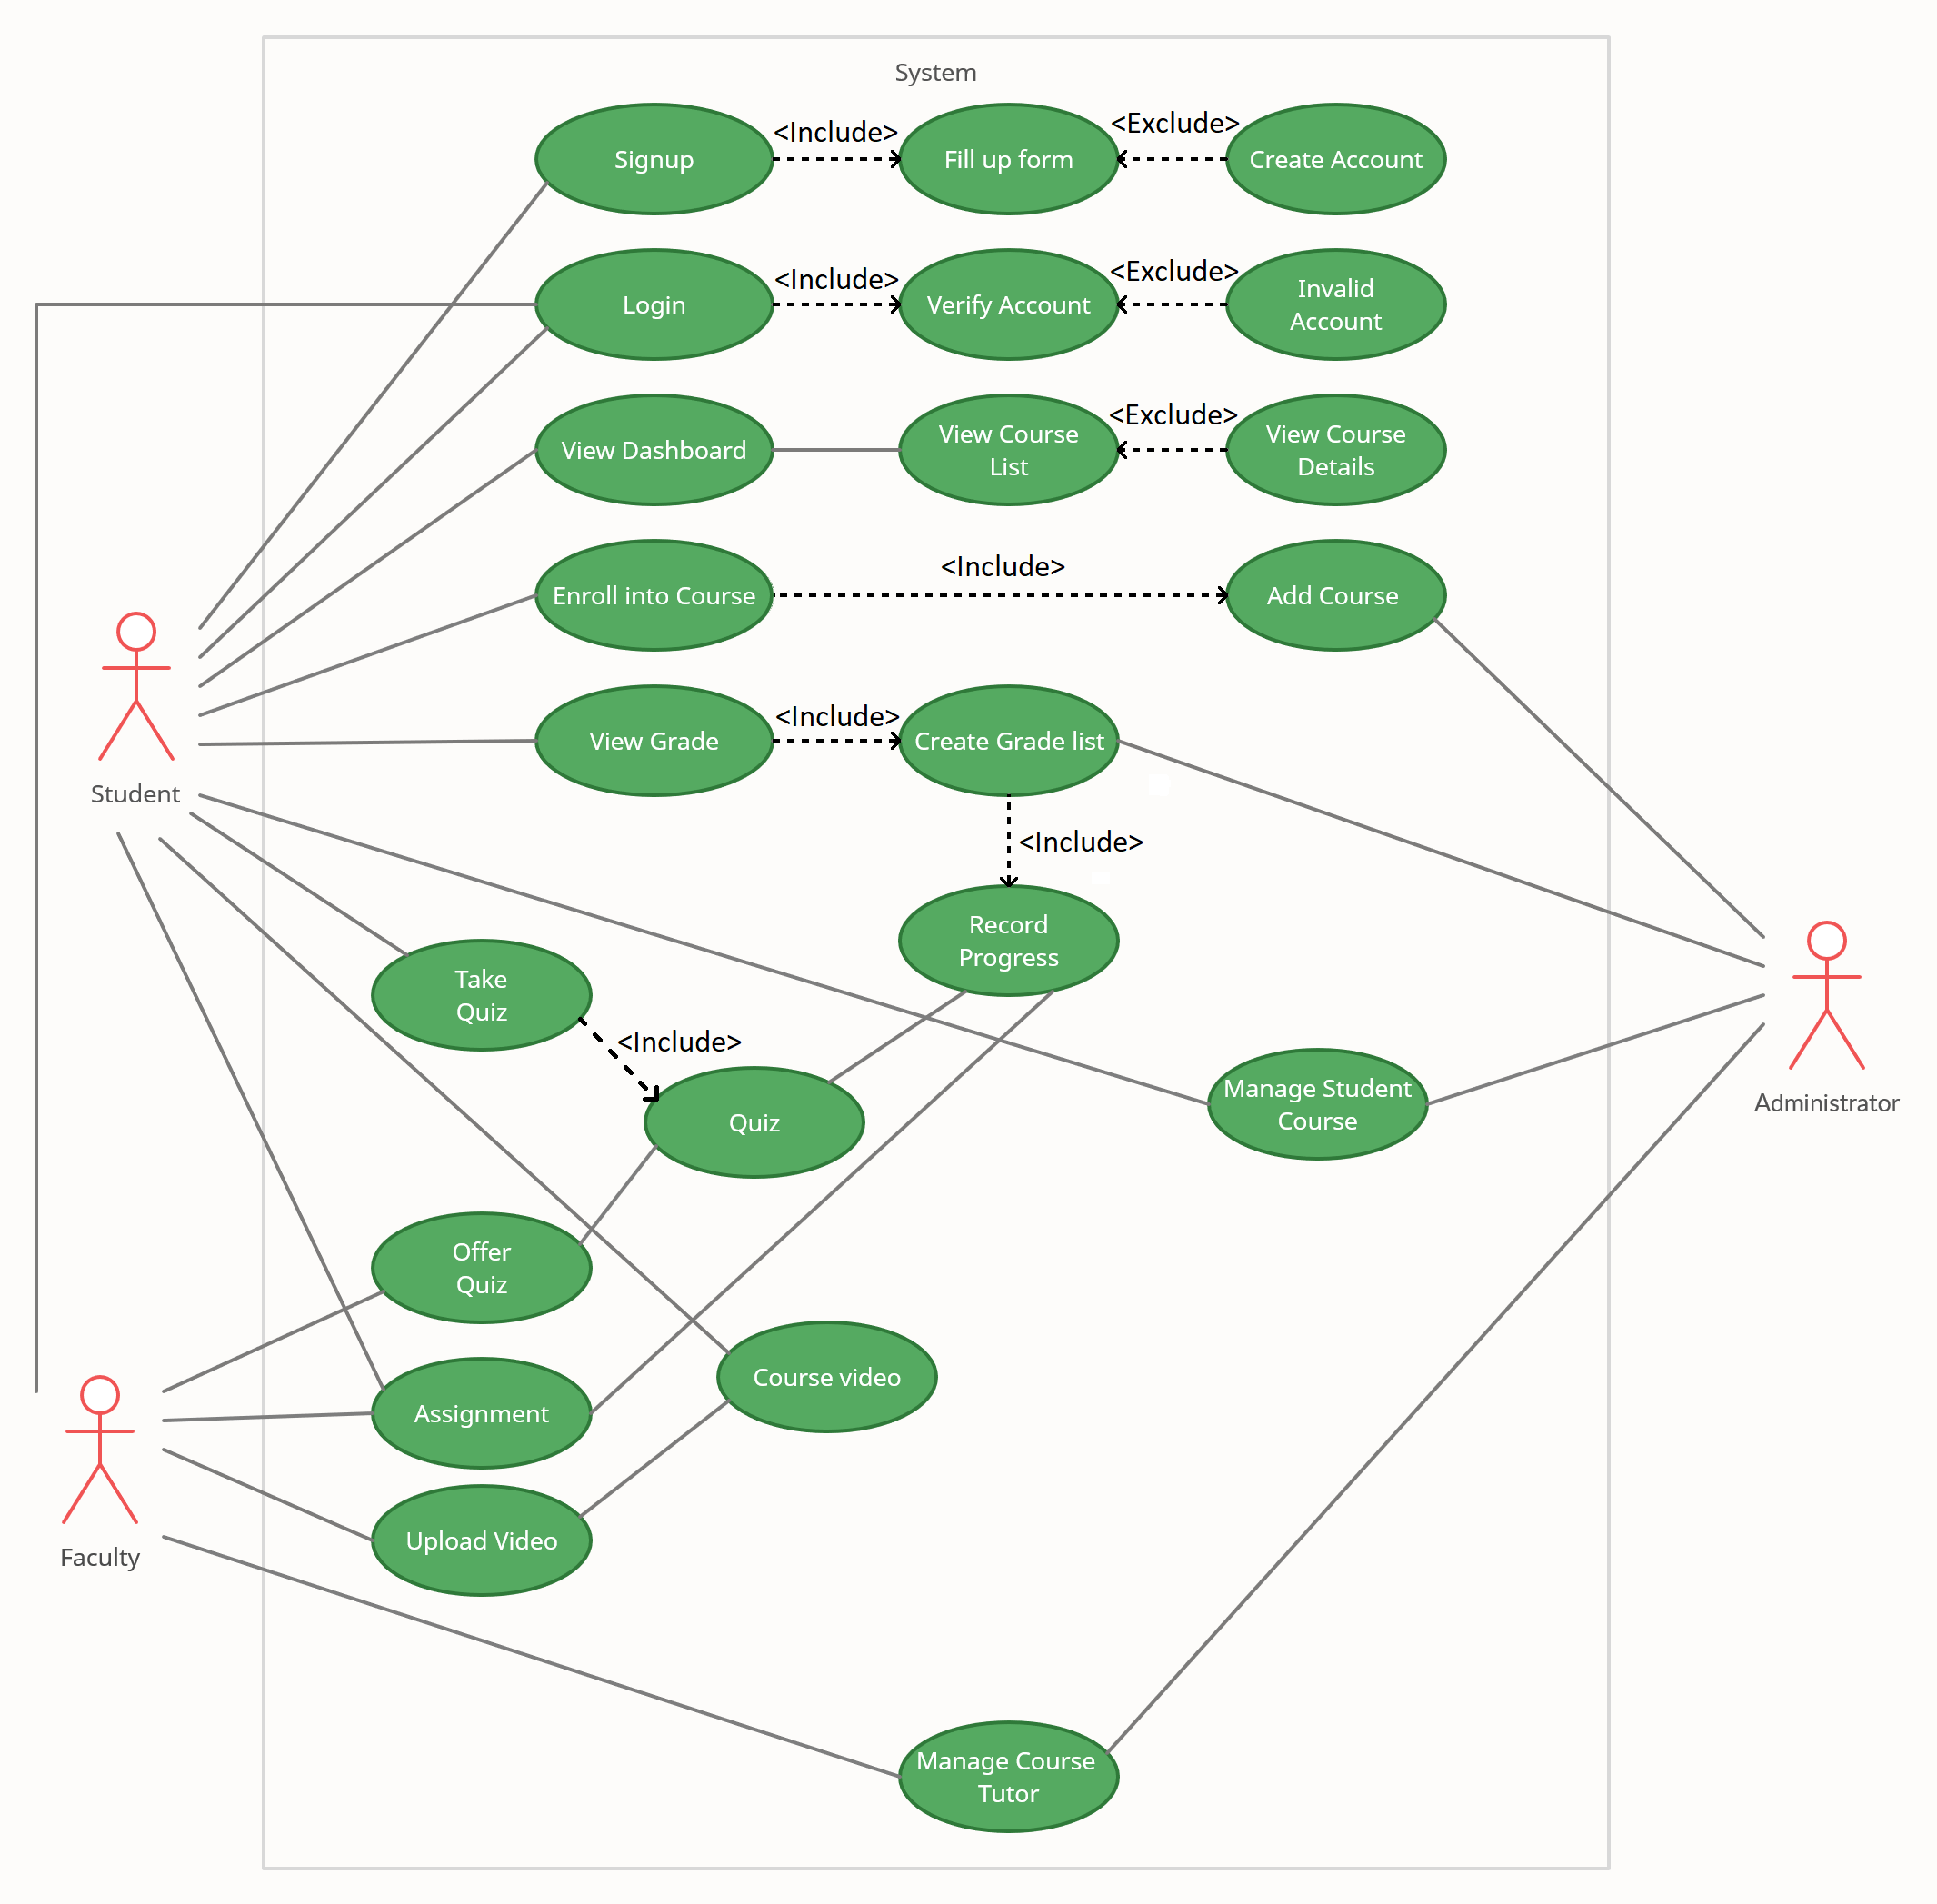 System
Signup
<Include>
Fill up form
<Exclude>
Create Account
Login
<Include>
Verify Account
<Exclude>
Invalid
Account
View Dashboard
View Course
List
<Exclude>
View Course
Details
Enroll into Course
<Include>
Add Course
View Grade
<Include>
Create Grade list
Student
<Include>
Record
Progress
Take
Quiz
<Include>
Quiz
Manage Student
Course
Administrator
Offer
Quiz
Course video
Assignment
Upload Video
Faculty
Manage Course
Tutor